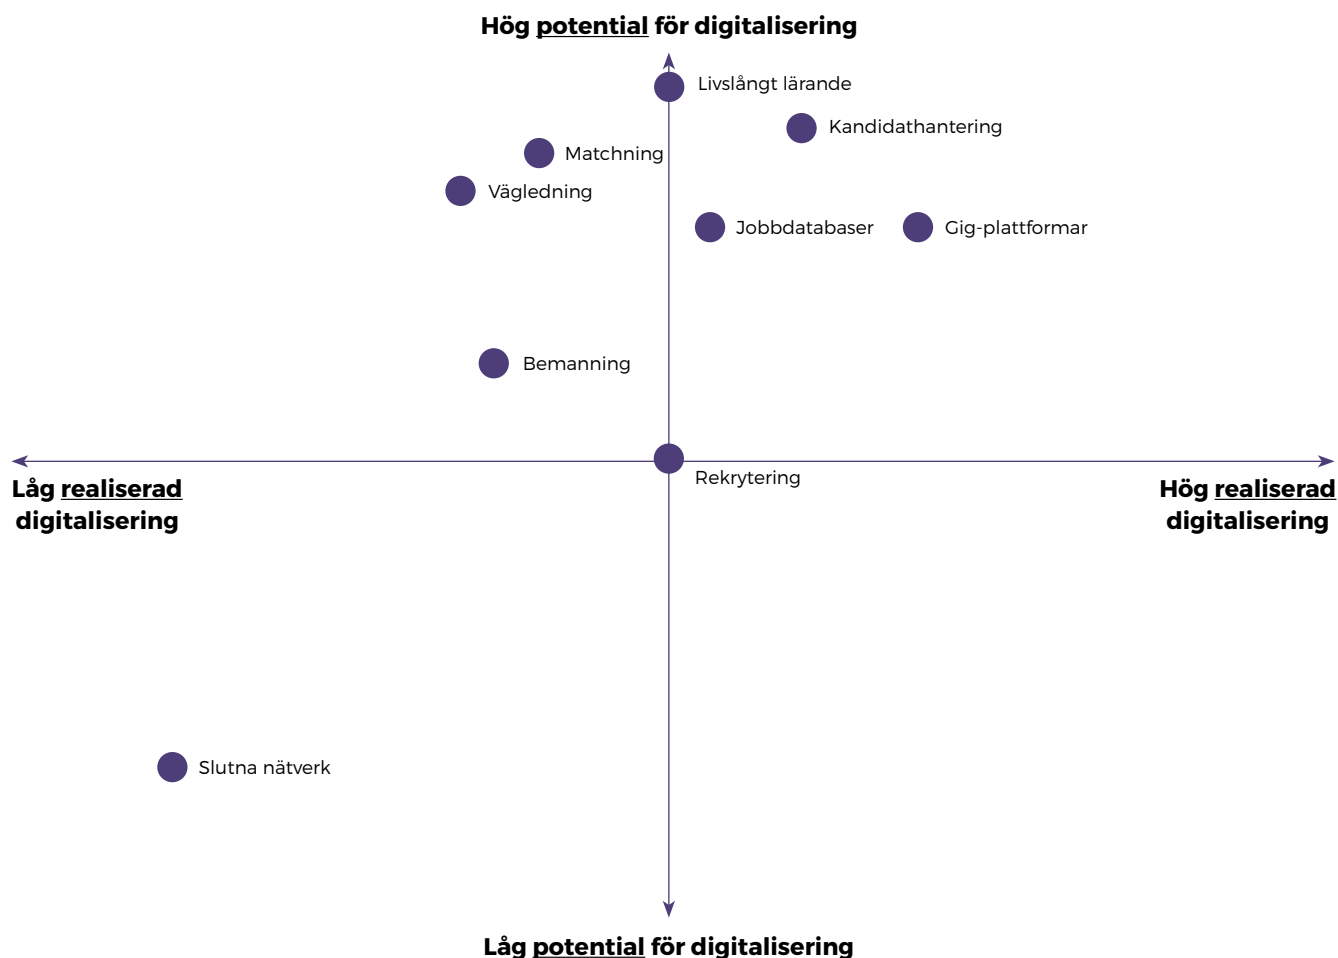 Hög potential för digitalisering
Livslångt lärande
Kandidathantering
Matchning
Vägledning
Jobbdatabaser
Gig-plattformar
Bemanning
Rekrytering
Låg realiserad
digitalisering
Hög realiserad
digitalisering
Slutna nätverk
Låg potential för digitalisering